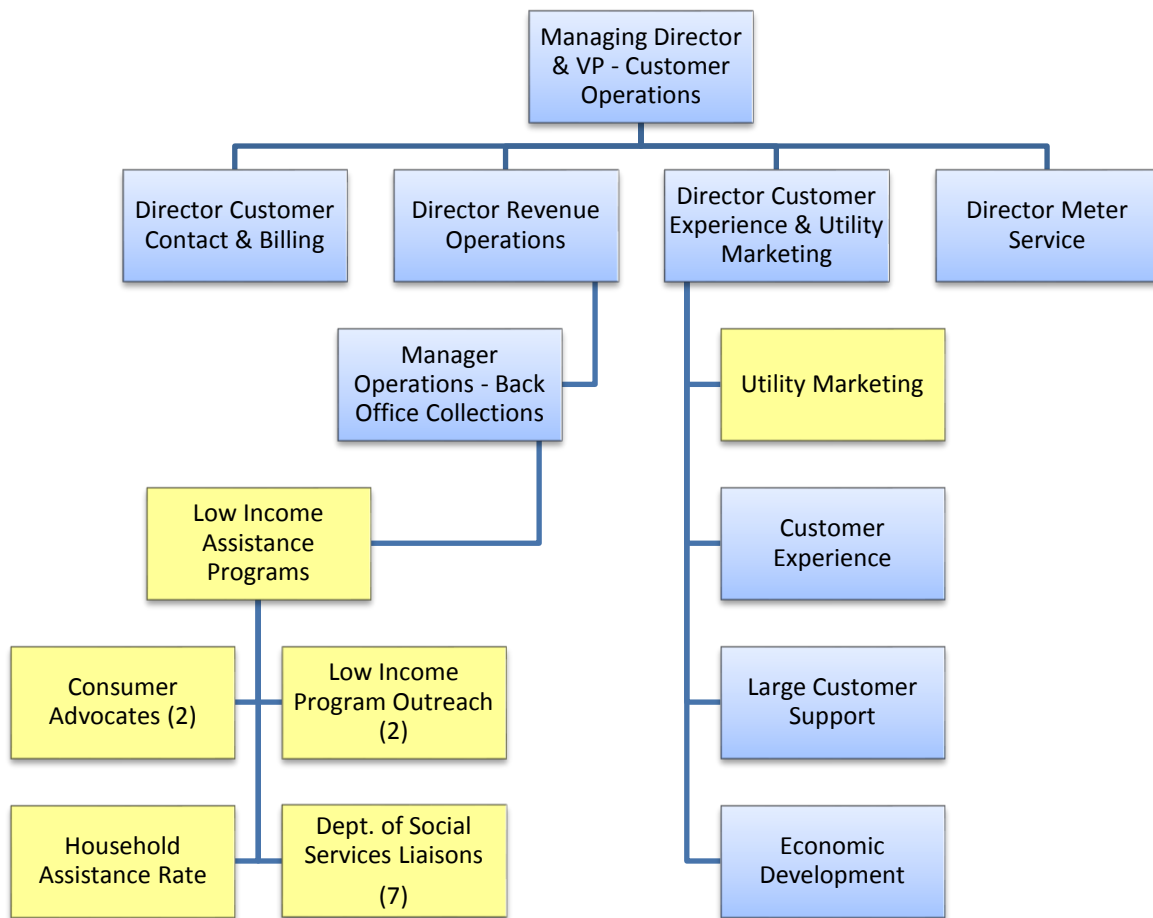 Managing Director
& VP - Customer
Operations
Director Customer
Contact & Billing
Director Revenue
Operations
Director Customer
Experience & Utility
Marketing
Director Meter
Service
Manager
Operations - Back
Office Collections
Utility Marketing
Low Income
Assistance
Programs
Customer
Experience
Consumer
Advocates (2)
Low Income
Program Outreach
(2)
Large Customer
Support
Household
Assistance Rate
Dept. of Social
Services Liaisons
(7)
Economic
Development